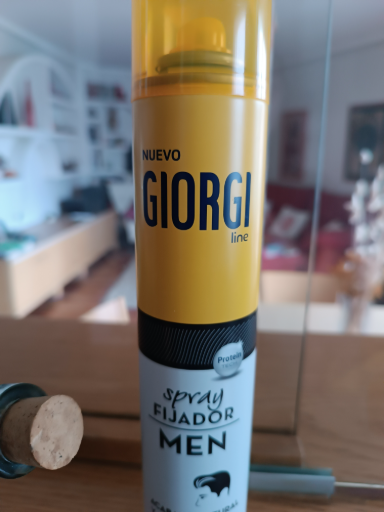 NUEVO
GIORGI
line
Protein
spray
FIJADOR
MEN